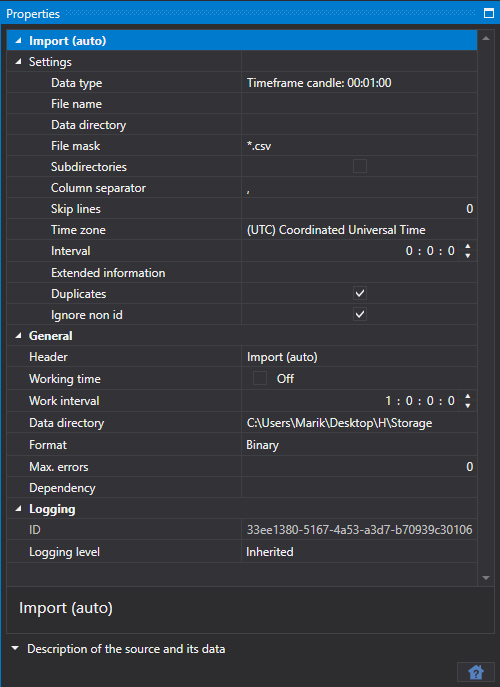 Properties
Import (auto)
Settings
Data type Timeframe candle: 00:01:00
File name
Data directory
File mask *.csv
Subdirectories
Column separator ,
Skip lines 0
Time zone (UTC) Coordinated Universal Time
Interval 0 : 0 : 0
Extended information
Duplicates
Ignore non id
General
Header Import (auto)
Working time Off
Work interval 1 : 0 : 0 : 0
Data directory C:\Users\Marik\Desktop\H\Storage
Format Binary
Max. errors 0
Dependency
Logging
ID 33ee1380-5167-4a53-a3d7-b70939c30106
Logging level Inherited
Import (auto)
Description of the source and its data